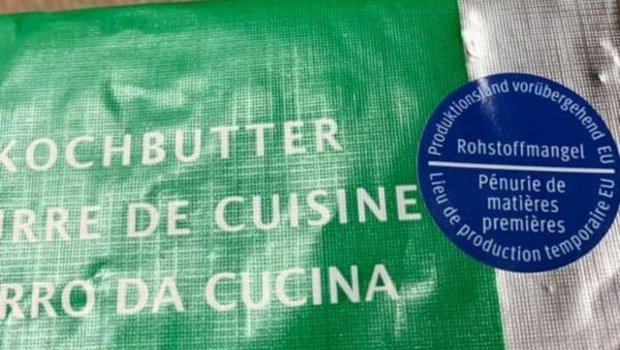 KOCHBUTTER
URRE DE CUISINE
RRO DA CUCINA
Produktionsland vorübergehend EU
Rohstoffmangel
Pénurie de
matières
premières
Lieu de production temporaire EU